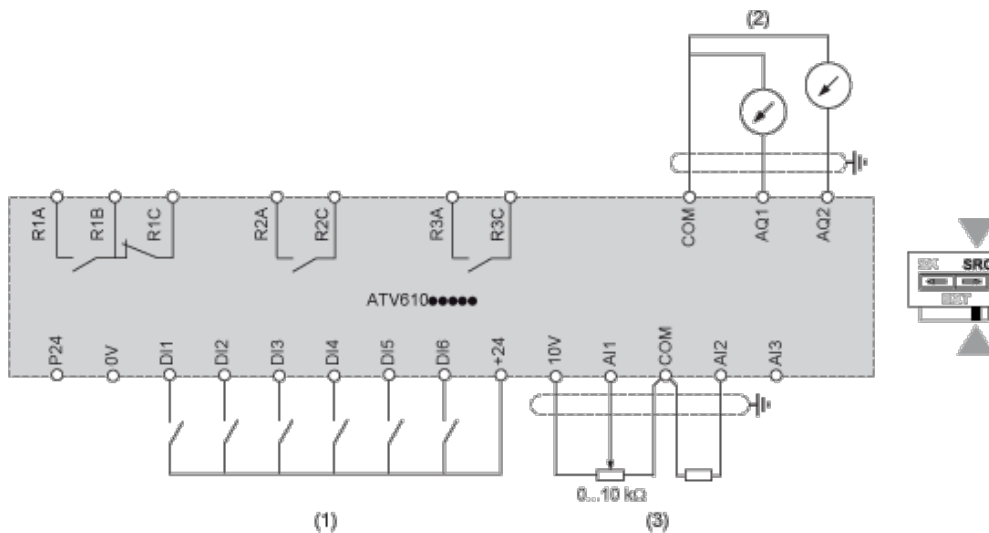 (2)
R1A R1B R1C R2A R2C R3A R3C COM AQ1 AQ2
SK SRC
EXT
ATV610●●●●●
P24 0V DI1 DI2 DI3 DI4 DI5 DI6 +24 10V AI1 COM AI2 AI3
0...10 kΩ
(1) (3)